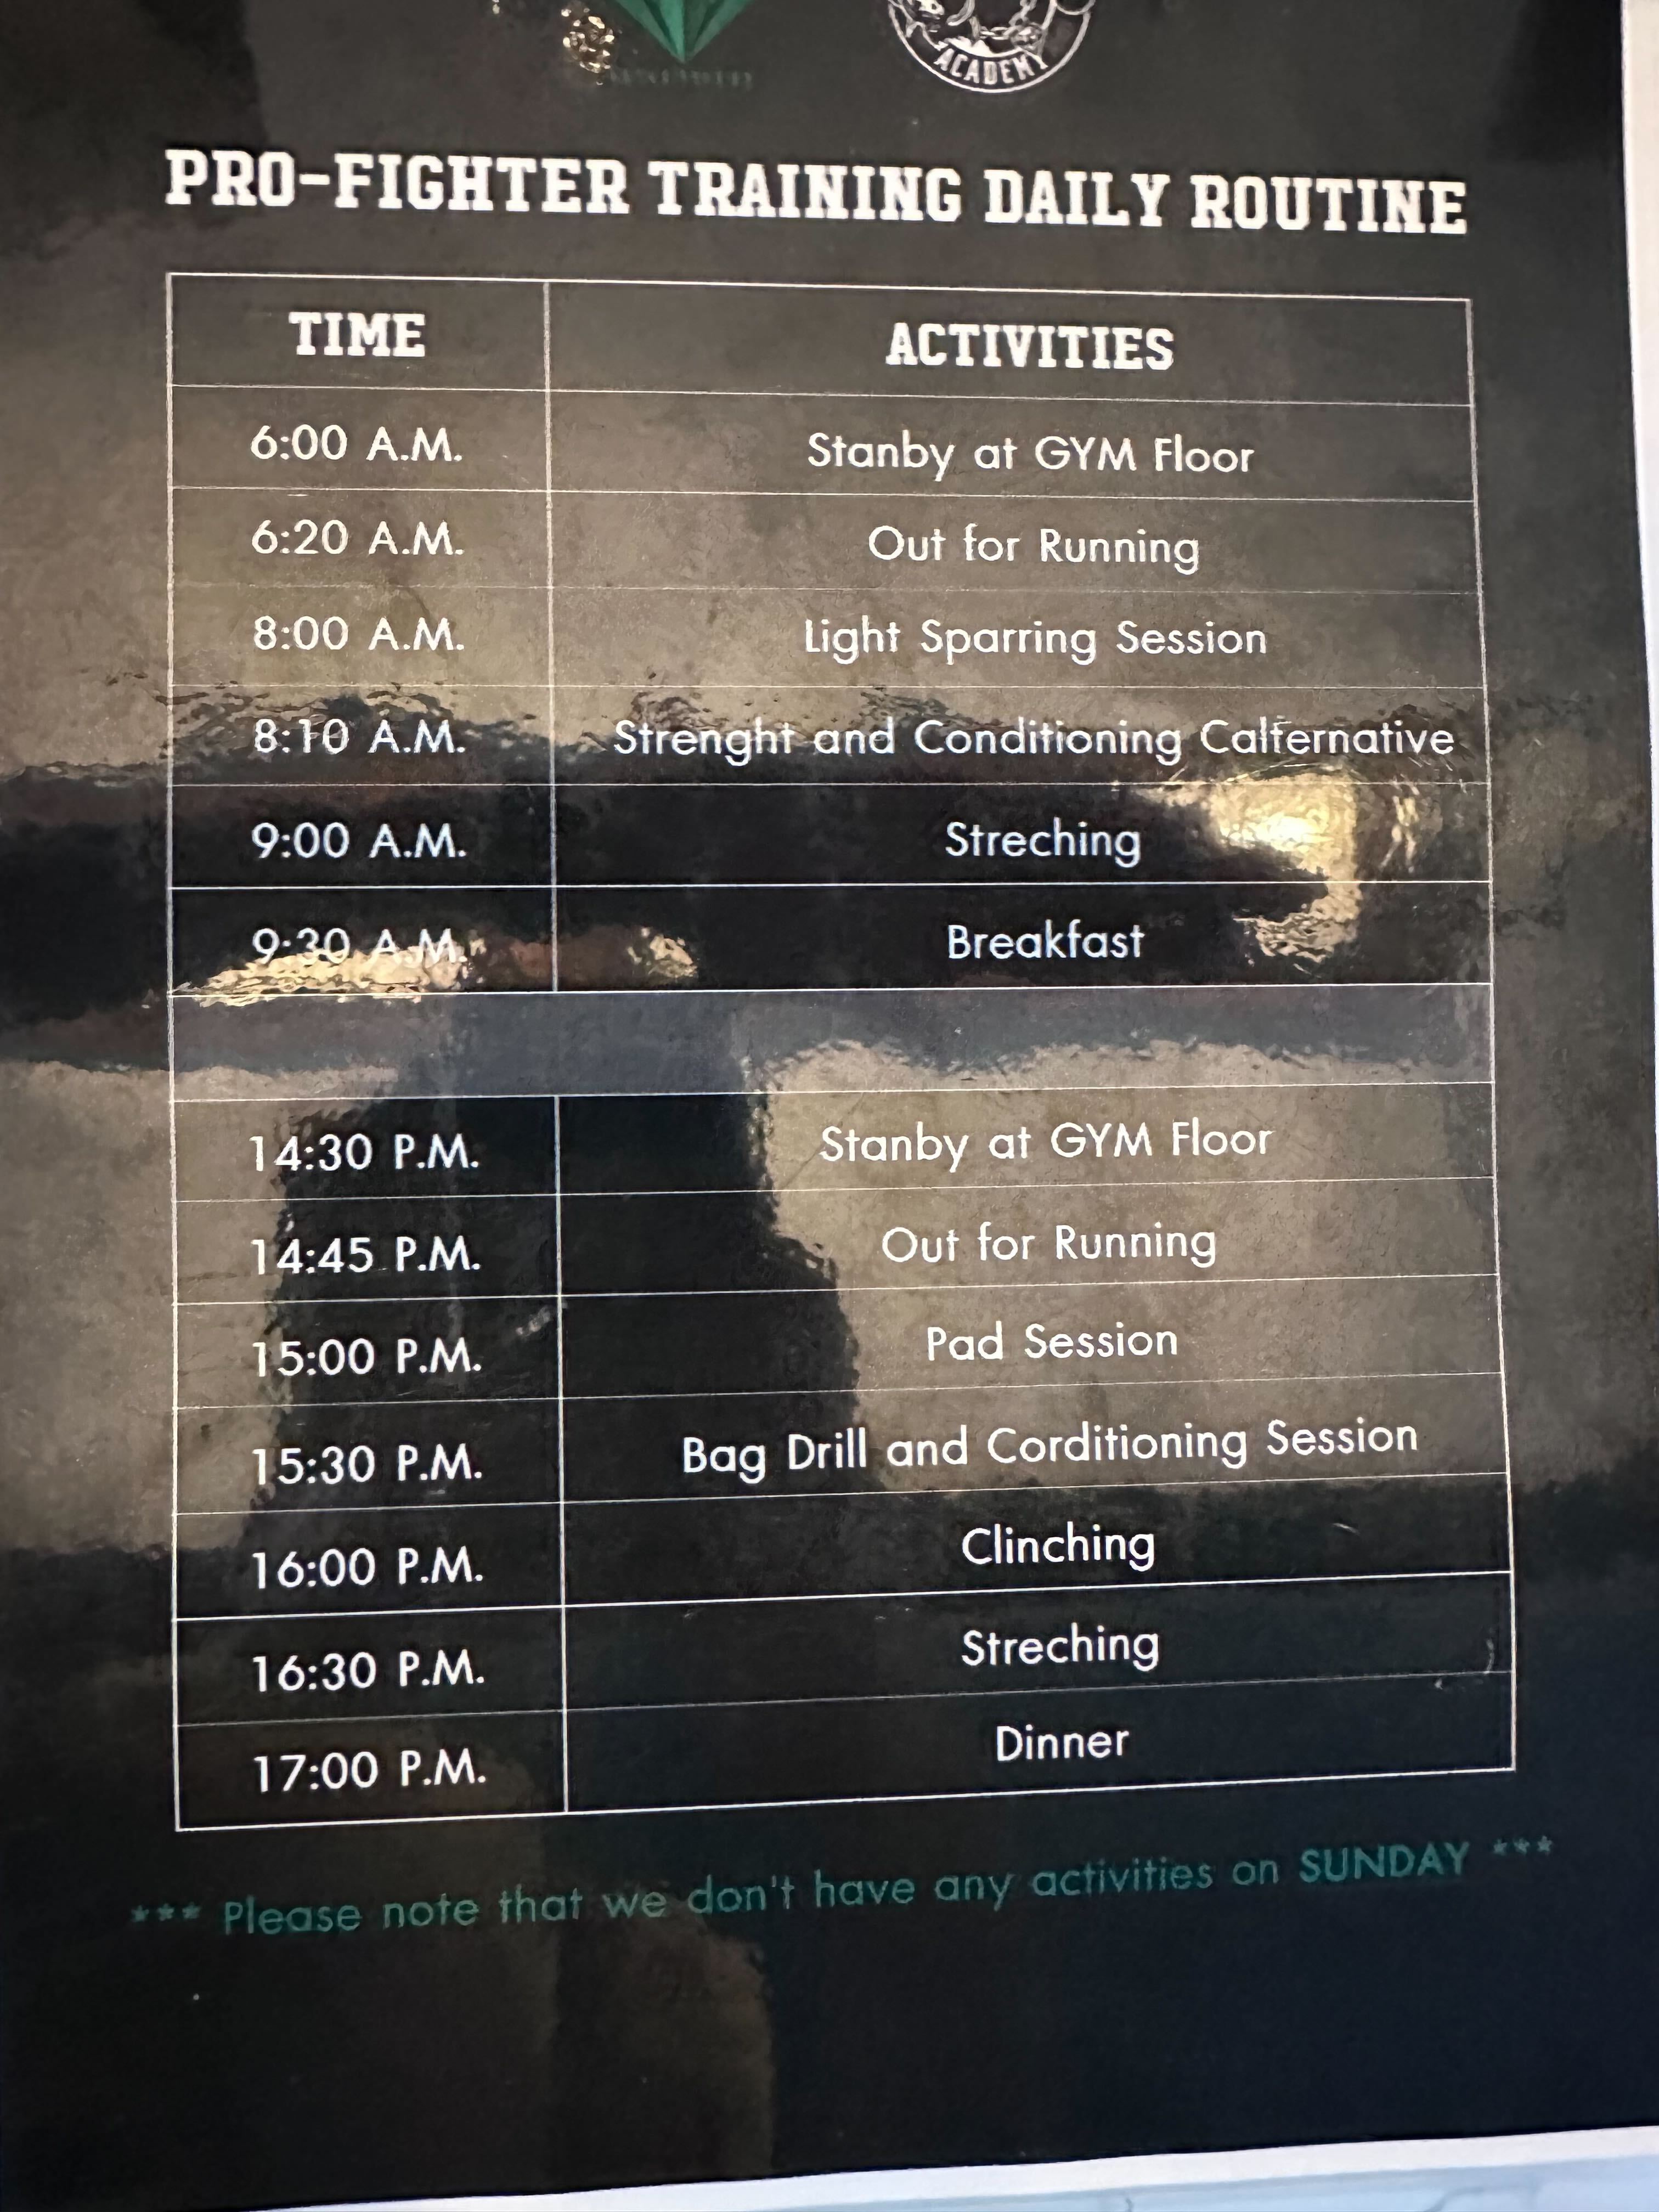 ACADEMY
PRO-FIGHTER TRAINING DAILY ROUTINE
TIME ACTIVITIES
6:00 A.M. Stanby at GYM Floor
6:20 A.M. Out for Running
8:00 A.M. Light Sparring Session
8:10 A.M. Strenght and Conditioning Calfernative
9:00 A.M. Streching
9:30 A.M. Breakfast
14:30 P.M. Stanby at GYM Floor
14:45 P.M. Out for Running
15:00 P.M. Pad Session
15:30 P.M. Bag Drill and Corditioning Session
16:00 P.M. Clinching
16:30 P.M. Streching
17:00 P.M. Dinner
*** Please note that we don't have any activities on SUNDAY ***